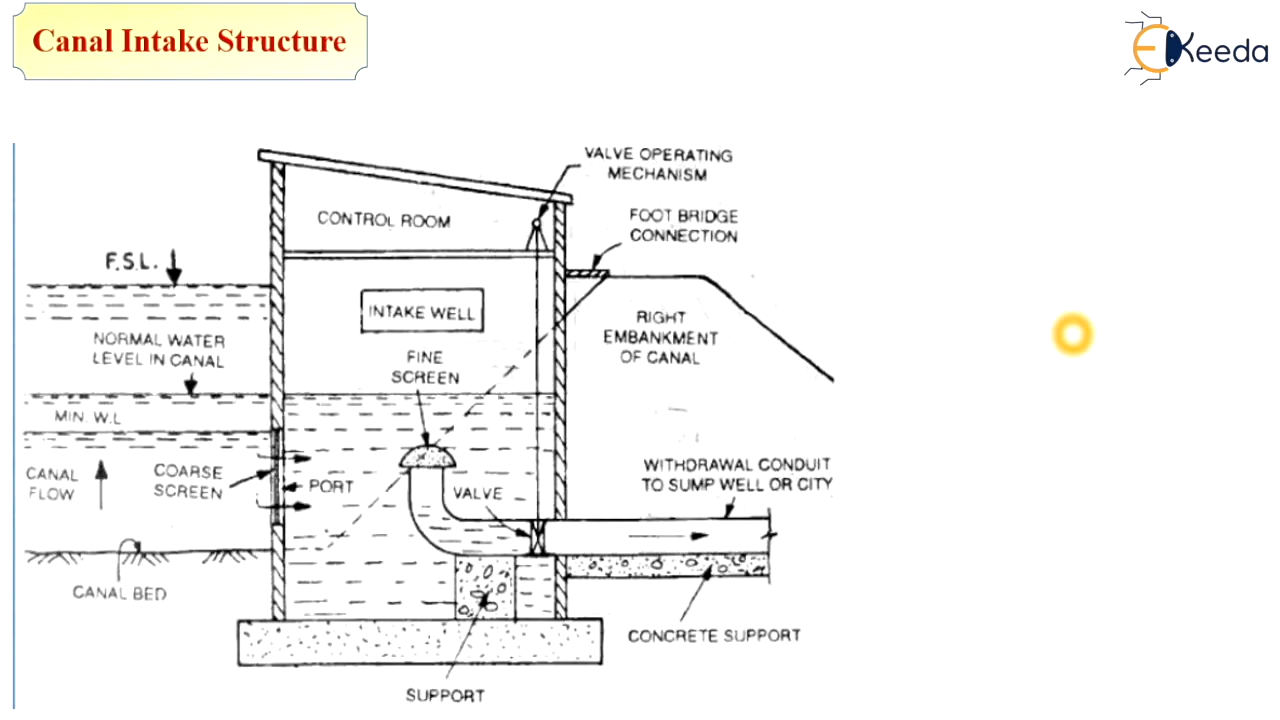 Canal Intake Structure
Keeda
VALVE OPERATING
MECHANISM
CONTROL ROOM
FOOT BRIDGE
CONNECTION
F.S.L.
INTAKE WELL
RIGHT
EMBANKMENT
OF CANAL
NORMAL WATER
LEVEL IN CANAL
FINE
SCREEN
MIN. W.L
CANAL
FLOW
COARSE
SCREEN
PORT
VALVE
WITHDRAWAL CONDUIT
TO SUMP WELL OR CITY
CANAL BED
CONCRETE SUPPORT
SUPPORT